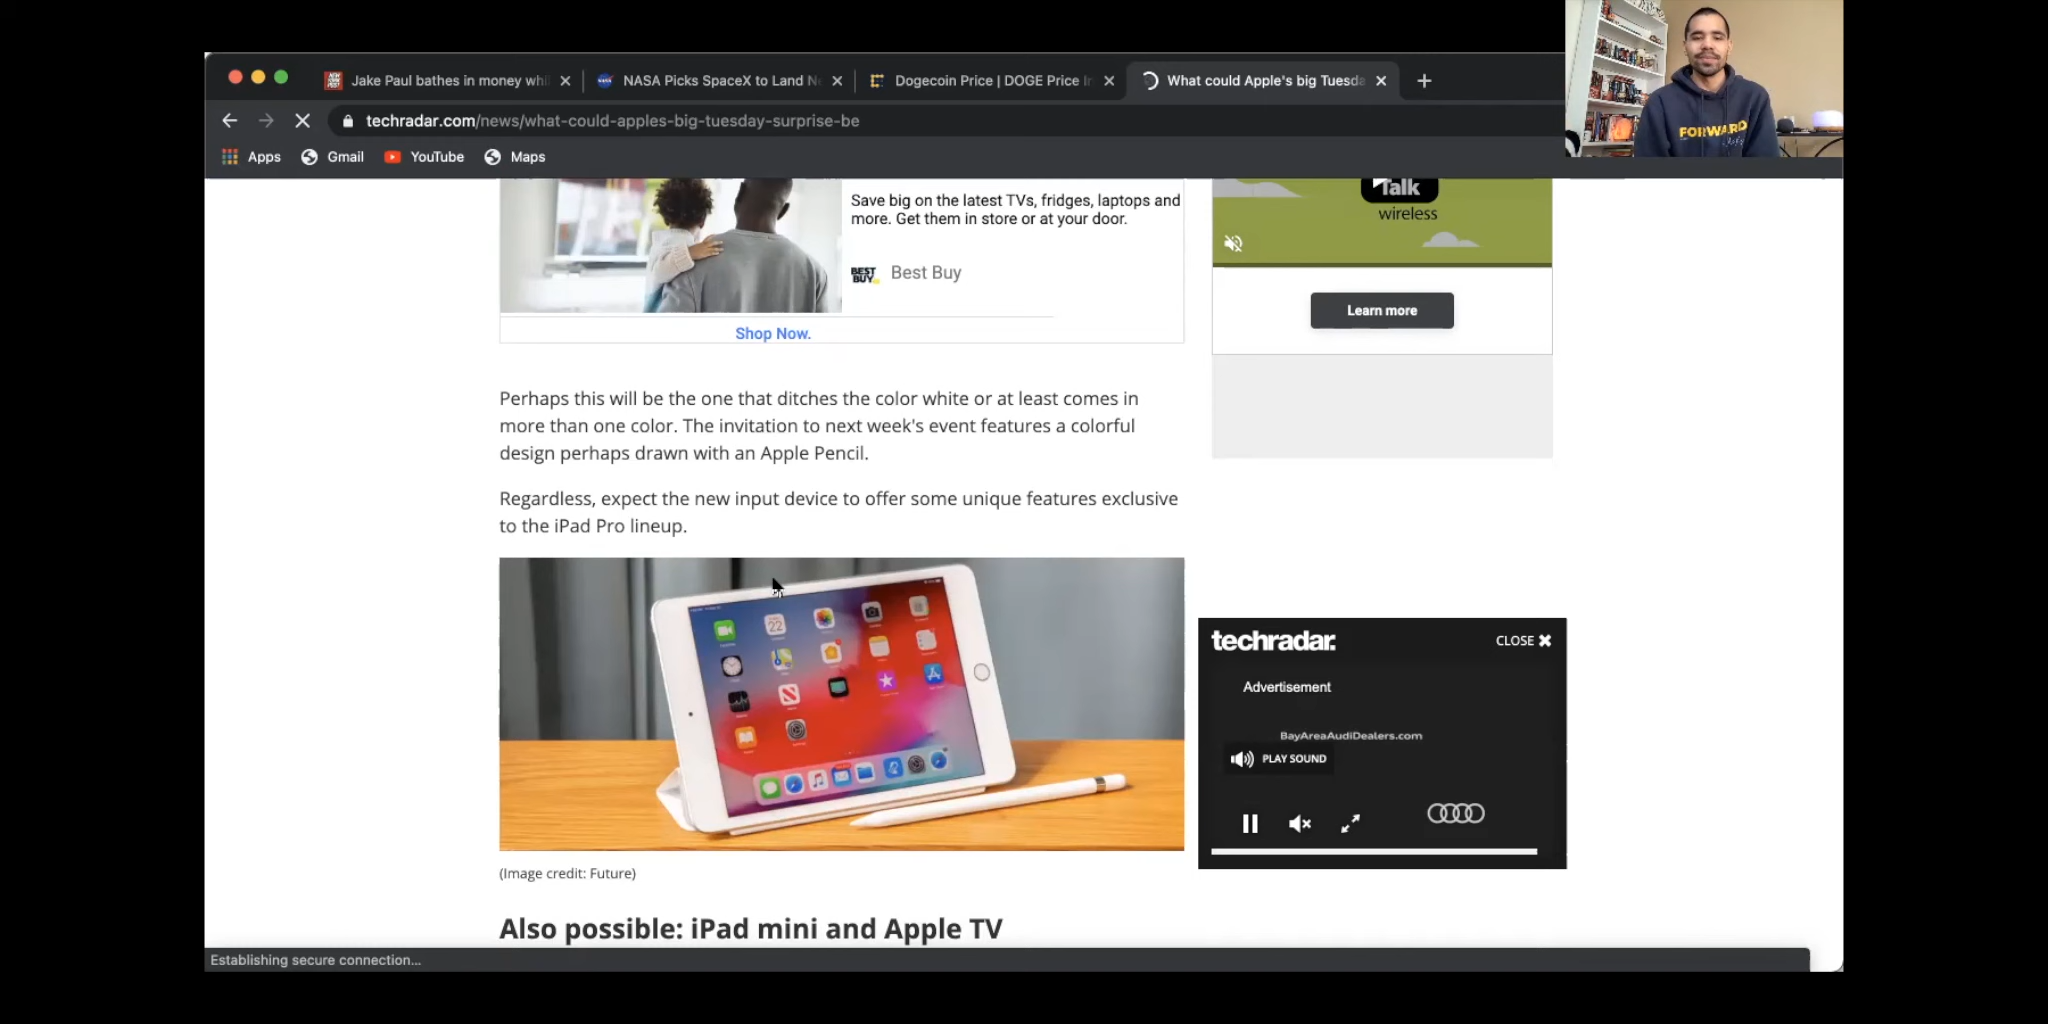 Jake Paul bathes in money whi
NASA Picks SpaceX to Land Ne
Dogecoin Price | DOGE Price In
What could Apple's big Tuesda
techradar.com/news/what-could-apples-big-tuesday-surprise-be
Apps
Gmail
YouTube
Maps
FORWARD
Save big on the latest TVs, fridges, laptops and
more. Get them in store or at your door.
BEST BUY
Best Buy
Shop Now.
Talk
wireless
Learn more
Perhaps this will be the one that ditches the color white or at least comes in
more than one color. The invitation to next week's event features a colorful
design perhaps drawn with an Apple Pencil.
Regardless, expect the new input device to offer some unique features exclusive
to the iPad Pro lineup.
22
techradar.
CLOSE
Advertisement
BayAreaAudiDealers.com
PLAY SOUND
(Image credit: Future)
Also possible: iPad mini and Apple TV
Establishing secure connection...